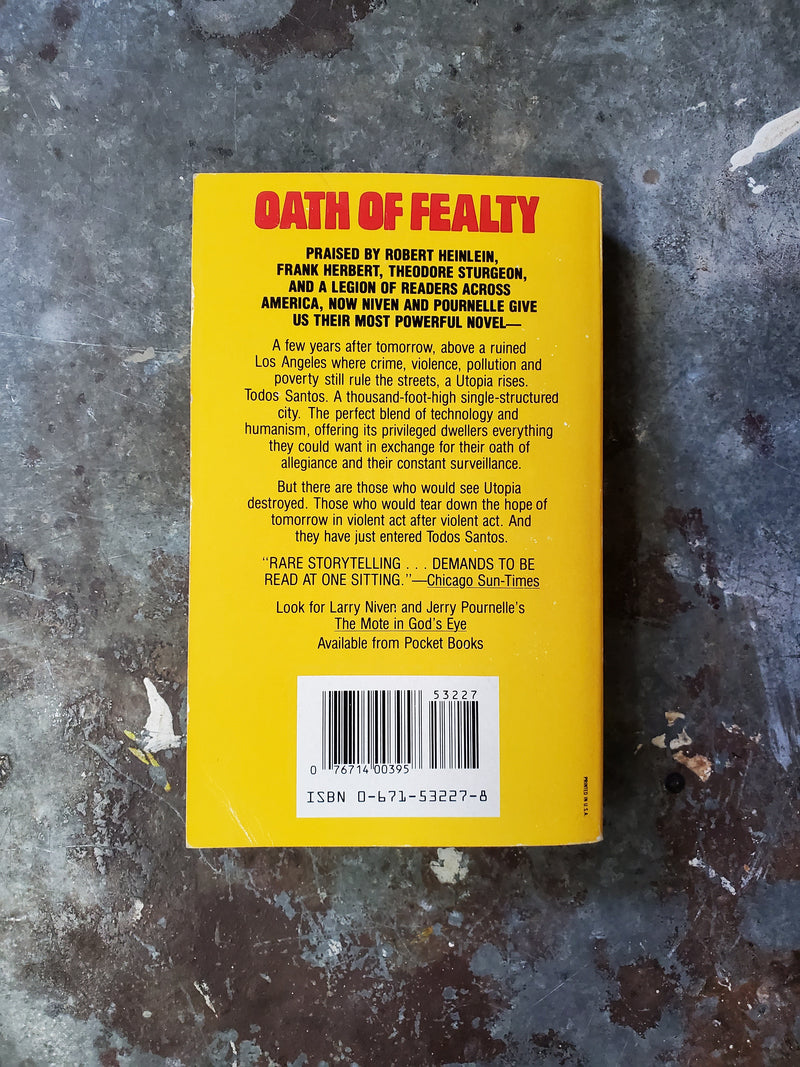 OATH OF FEALTY
PRAISED BY ROBERT HEINLEIN,
FRANK HERBERT, THEODORE STURGEON,
AND A LEGION OF READERS ACROSS
AMERICA, NOW NIVEN AND POURNELLE GIVE
US THEIR MOST POWERFUL NOVEL—
A few years after tomorrow, above a ruined
Los Angeles where crime, violence, pollution and
poverty still rule the streets, a Utopia rises.
Todos Santos. A thousand-foot-high single-structured
city. The perfect blend of technology and
humanism, offering its privileged dwellers everything
they could want in exchange for their oath of
allegiance and their constant surveillance.
But there are those who would see Utopia
destroyed. Those who would tear down the hope of
tomorrow in violent act after violent act. And
they have just entered Todos Santos.
"RARE STORYTELLING . . . DEMANDS TO BE
READ AT ONE SITTING."—Chicago Sun-Times
Look for Larry Niven and Jerry Pournelle's
The Mote in God's Eye
Available from Pocket Books
53227
0 76714 00395
ISBN 0-671-53227-8
PRINTED IN U.S.A.